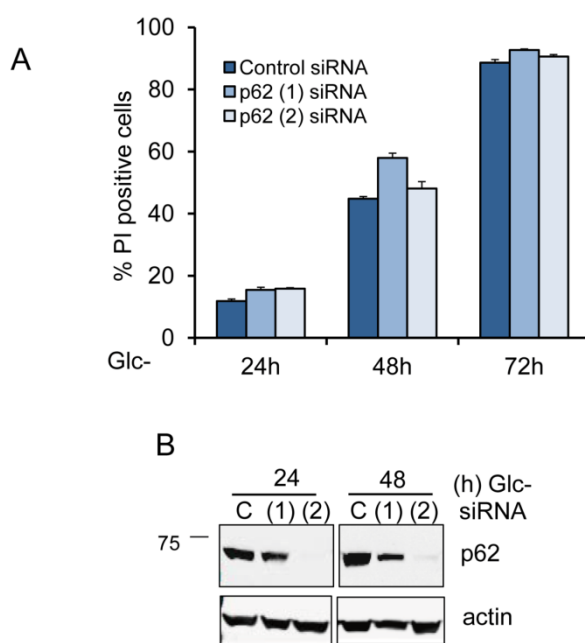 A
100
80
60
40
20
0
% PI positive cells
Control siRNA
p62 (1) siRNA
p62 (2) siRNA
Glc-
24h
48h
72h
B
24
48
(h) Glc-
C (1) (2)
C (1) (2)
siRNA
75
p62
actin